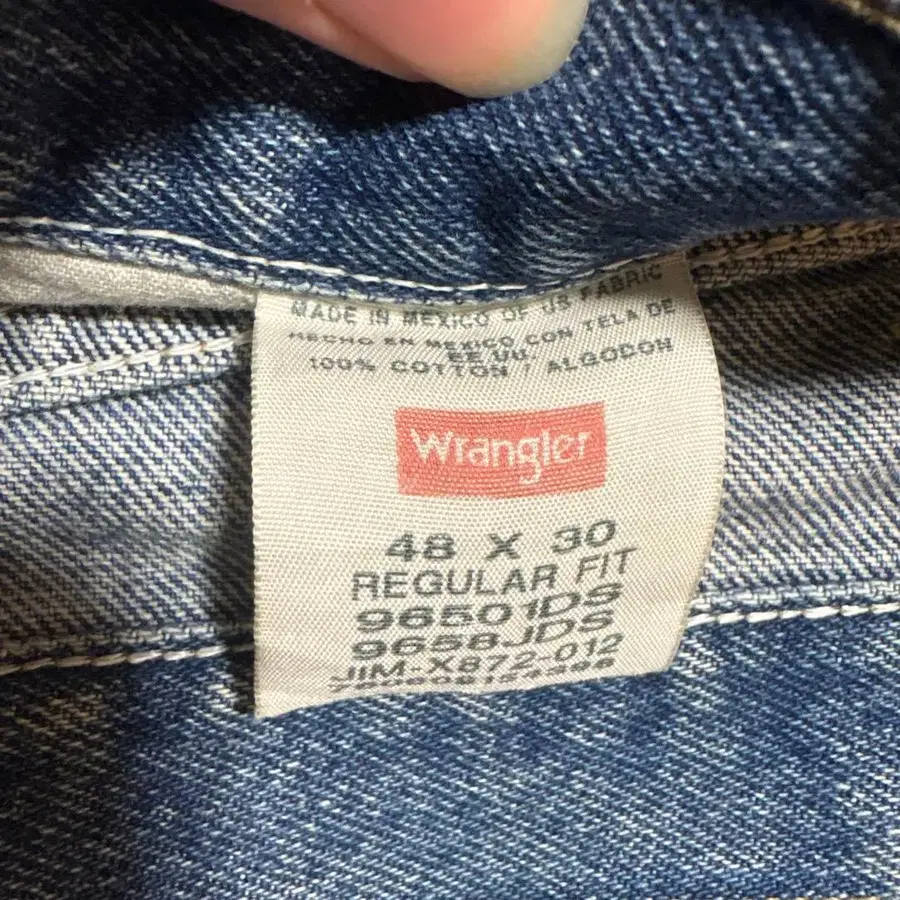 MADE IN MEXICO OF US FABRIC
HECHO EN MEXICO CON TELA DE
EE.UU.
100% COTTON / ALGODON
Wrangler
48 X 30
REGULAR FIT
96501DS
9658JDS
JIM-X872-012